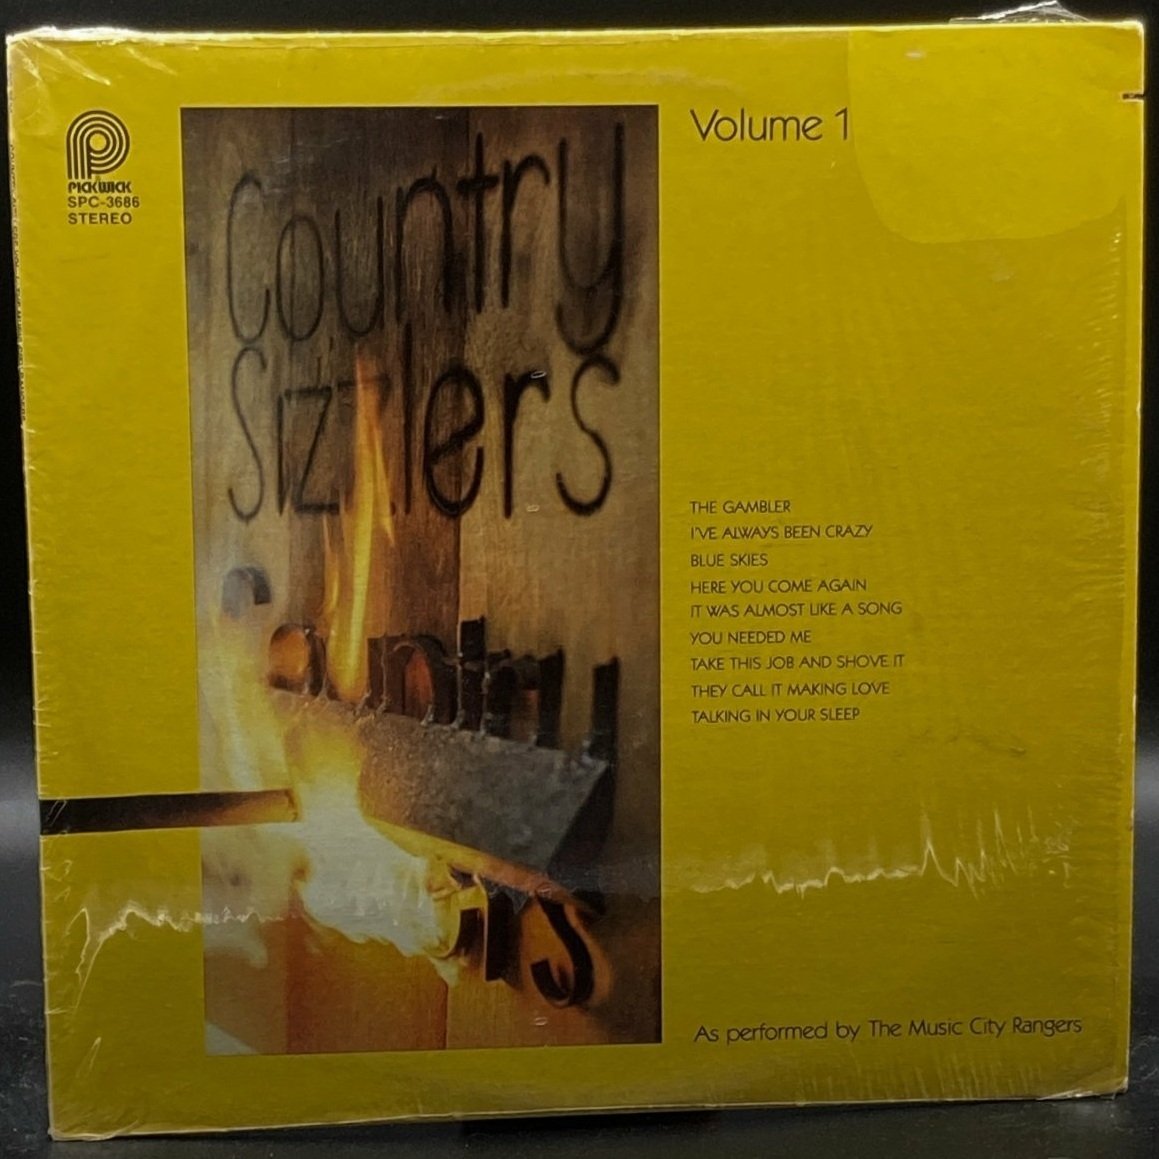 PICKWICK
SPC-3686
STEREO
Country
Sizzlers
Volume 1
THE GAMBLER
I'VE ALWAYS BEEN CRAZY
BLUE SKIES
HERE YOU COME AGAIN
IT WAS ALMOST LIKE A SONG
YOU NEEDED ME
TAKE THIS JOB AND SHOVE IT
THEY CALL IT MAKING LOVE
TALKING IN YOUR SLEEP
As performed by The Music City Rangers